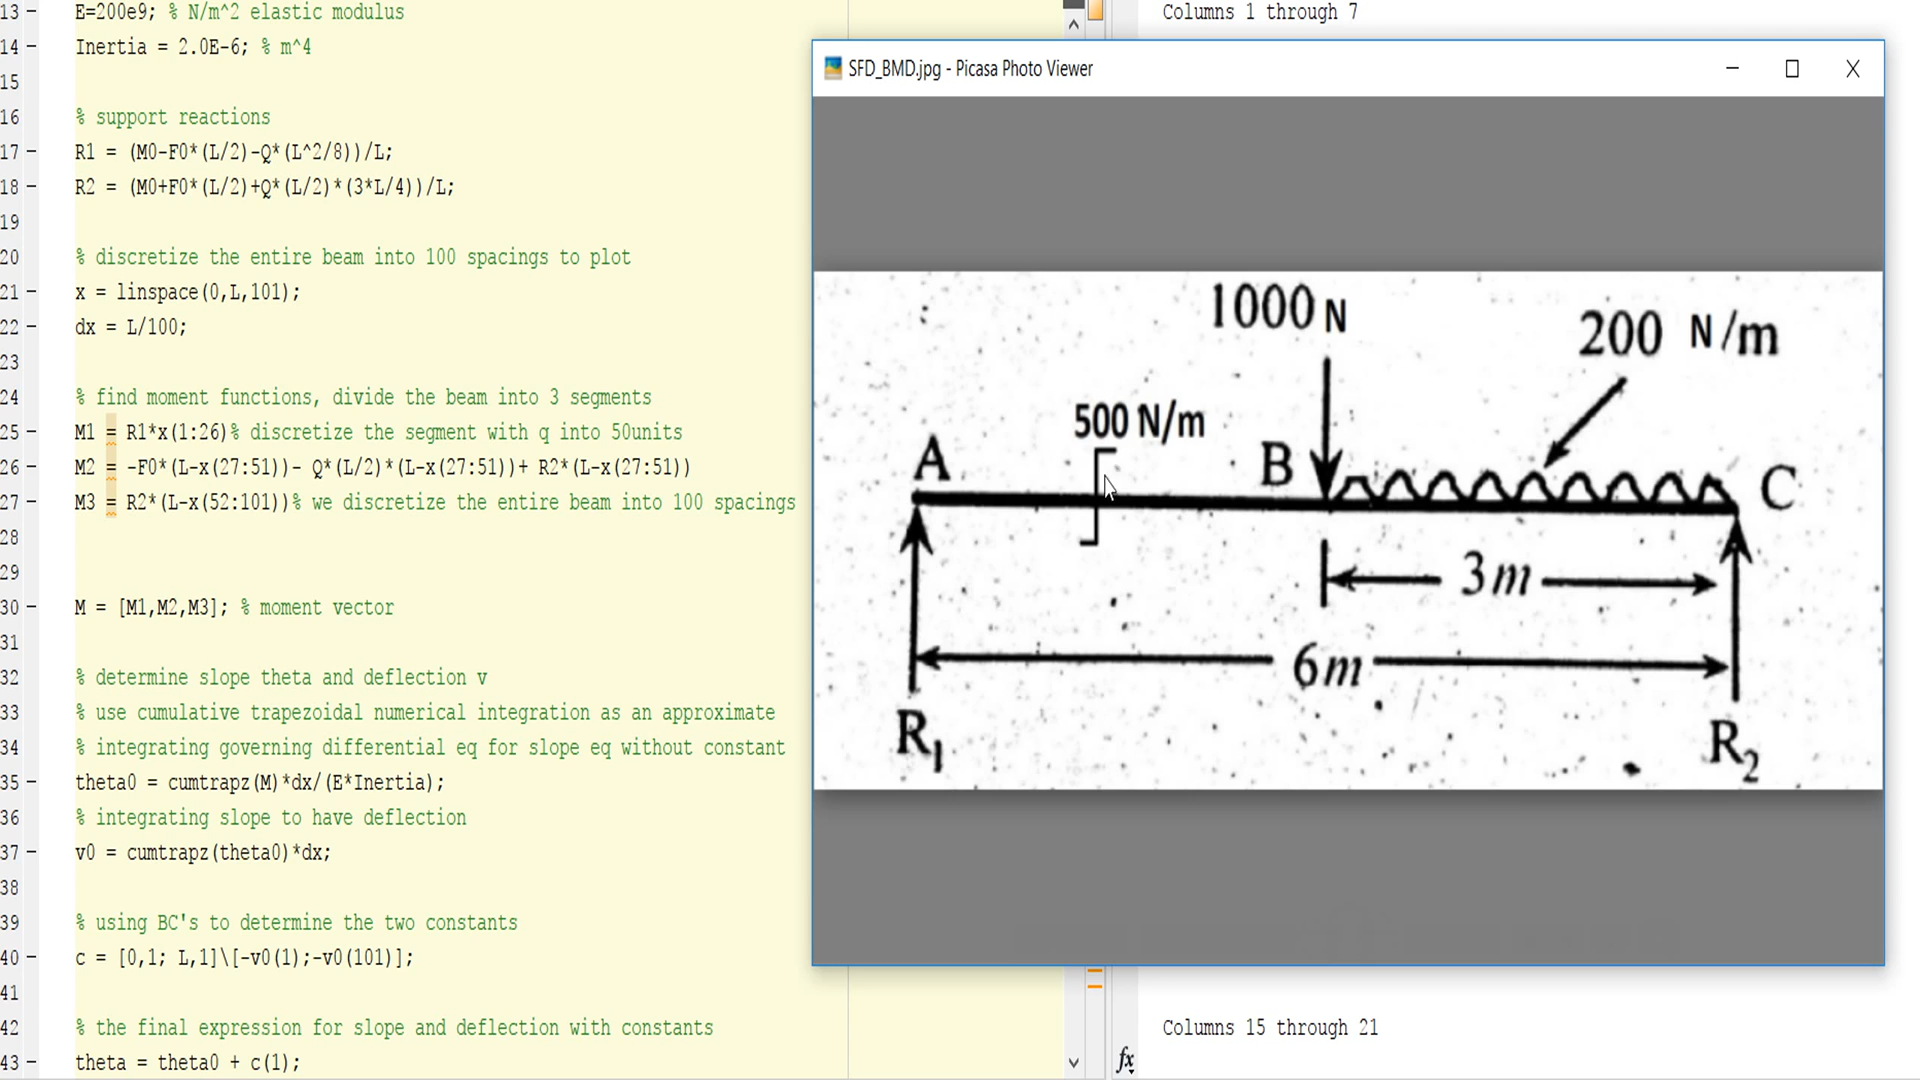 13 - E=200e9; % N/m^2 elastic modulus
14 - Inertia = 2.0E-6; % m^4
15
16 % support reactions
17 - R1 = (M0-F0*(L/2)-Q*(L^2/8))/L;
18 - R2 = (M0+F0*(L/2)+Q*(L/2)*(3*L/4))/L;
19
20 % discretize the entire beam into 100 spacings to plot
21 - x = linspace(0,L,101);
22 - dx = L/100;
23
24 % find moment functions, divide the beam into 3 segments
25 - M1 = R1*x(1:26)% discretize the segment with q into 50units
26 - M2 = -F0*(L-x(27:51))- Q*(L/2)*(L-x(27:51))+ R2*(L-x(27:51))
27 - M3 = R2*(L-x(52:101))% we discretize the entire beam into 100 spacings
28
29
30 - M = [M1,M2,M3]; % moment vector
31
32 % determine slope theta and deflection v
33 % use cumulative trapezoidal numerical integration as an approximate
34 % integrating governing differential eq for slope eq without constant
35 - theta0 = cumtrapz(M)*dx/(E*Inertia);
36 % integrating slope to have deflection
37 - v0 = cumtrapz(theta0)*dx;
38
39 % using BC's to determine the two constants
40 - c = [0,1; L,1]\[-v0(1);-v0(101)];
41
42 % the final expression for slope and deflection with constants
43 - theta = theta0 + c(1);
Columns 1 through 7
SFD_BMD.jpg - Picasa Photo Viewer
1000 N
200 N/m
500 N/m
A B C
3m
6m
R1 R2
Columns 15 through 21
fx